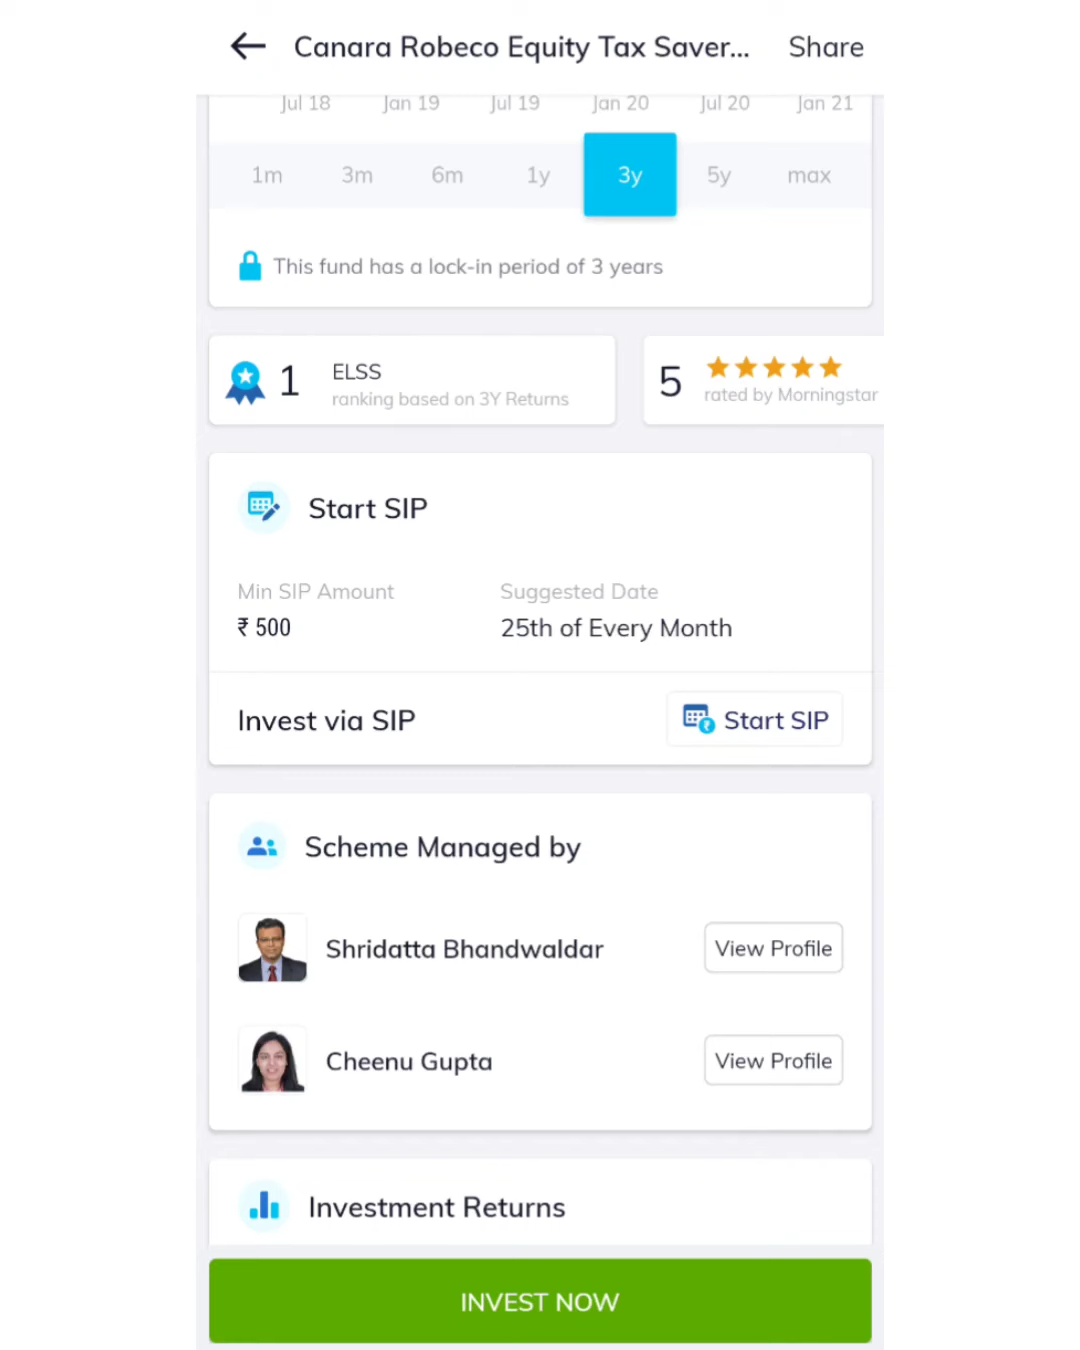 Canara Robeco Equity Tax Saver... Share
Jul 18 Jan 19 Jul 19 Jan 20 Jul 20 Jan 21
1m 3m 6m 1y 3y 5y max
This fund has a lock-in period of 3 years
1 ELSS
ranking based on 3Y Returns
5
rated by Morningstar
Start SIP
Min SIP Amount Suggested Date
₹ 500 25th of Every Month
Invest via SIP Start SIP
Scheme Managed by
Shridatta Bhandwaldar View Profile
Cheenu Gupta View Profile
Investment Returns
INVEST NOW